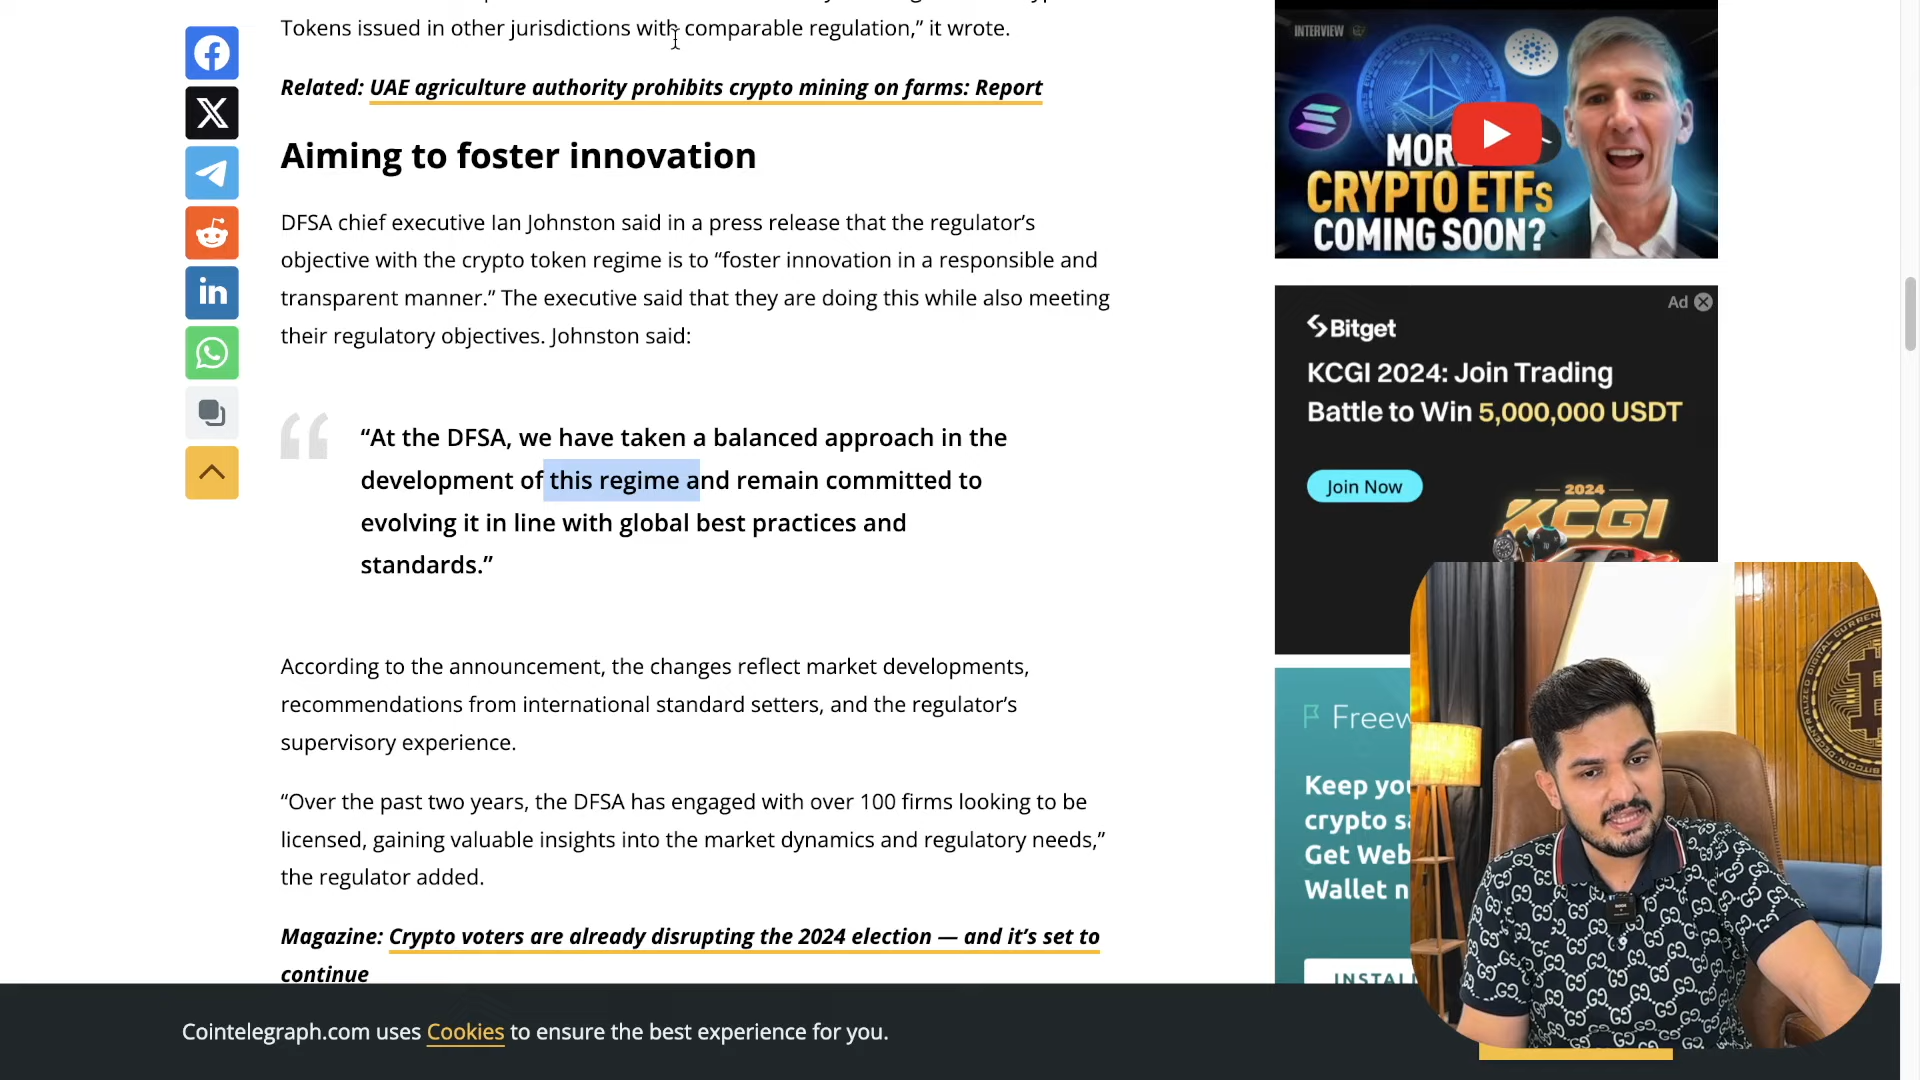 Tokens issued in other jurisdictions with comparable regulation,” it wrote.
Related: UAE agriculture authority prohibits crypto mining on farms: Report
Aiming to foster innovation
DFSA chief executive Ian Johnston said in a press release that the regulator’s
objective with the crypto token regime is to “foster innovation in a responsible and
transparent manner.” The executive said that they are doing this while also meeting
their regulatory objectives. Johnston said:
“At the DFSA, we have taken a balanced approach in the
development of this regime and remain committed to
evolving it in line with global best practices and
standards.”
According to the announcement, the changes reflect market developments,
recommendations from international standard setters, and the regulator’s
supervisory experience.
“Over the past two years, the DFSA has engaged with over 100 firms looking to be
licensed, gaining valuable insights into the market dynamics and regulatory needs,”
the regulator added.
Magazine: Crypto voters are already disrupting the 2024 election — and it’s set to
continue
INTERVIEW
CRYPTO ETFs
COMING SOON?
Ad
Bitget
KCGI 2024: Join Trading
Battle to Win 5,000,000 USDT
Join Now
2024
KCGI
Keep
crypto
Get Web
Wallet
Cointelegraph.com uses Cookies to ensure the best experience for you.